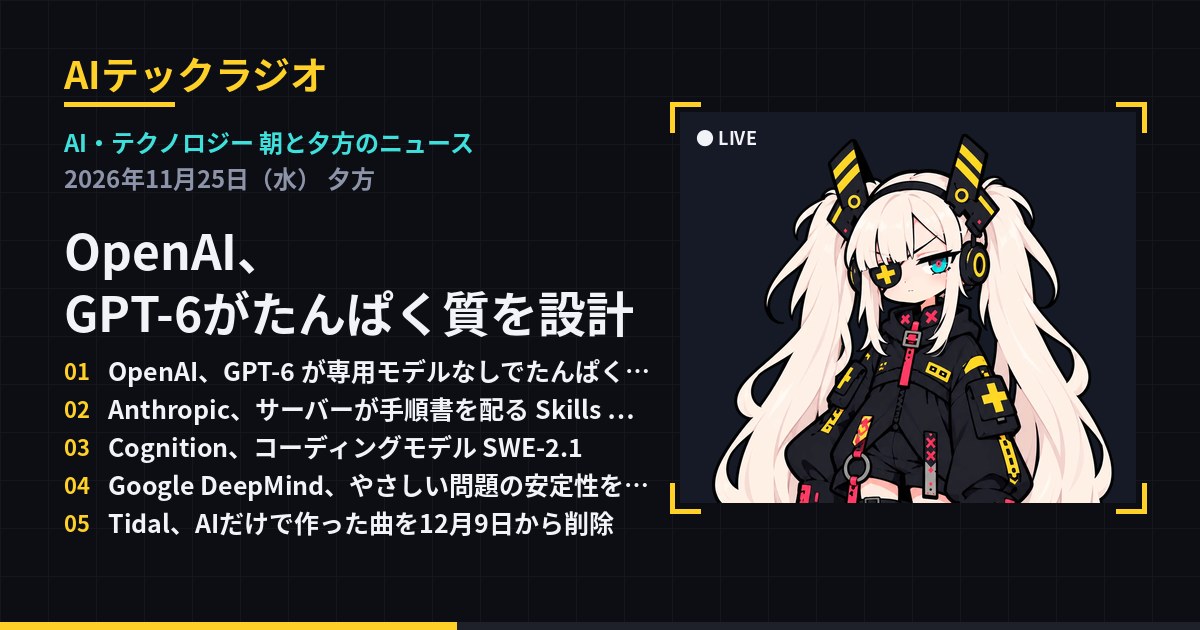 AIテックラジオ
AI・テクノロジー 朝と夕方のニュース
2026年11月25日（水） 夕方
OpenAI、
GPT-6がたんぱく質を設計
01 OpenAI、GPT-6 が専用モデルなしでたんぱく…
02 Anthropic、サーバーが手順書を配る Skills …
03 Cognition、コーディングモデル SWE-2.1
04 Google DeepMind、やさしい問題の安定性を…
05 Tidal、AIだけで作った曲を12月9日から削除
LIVE